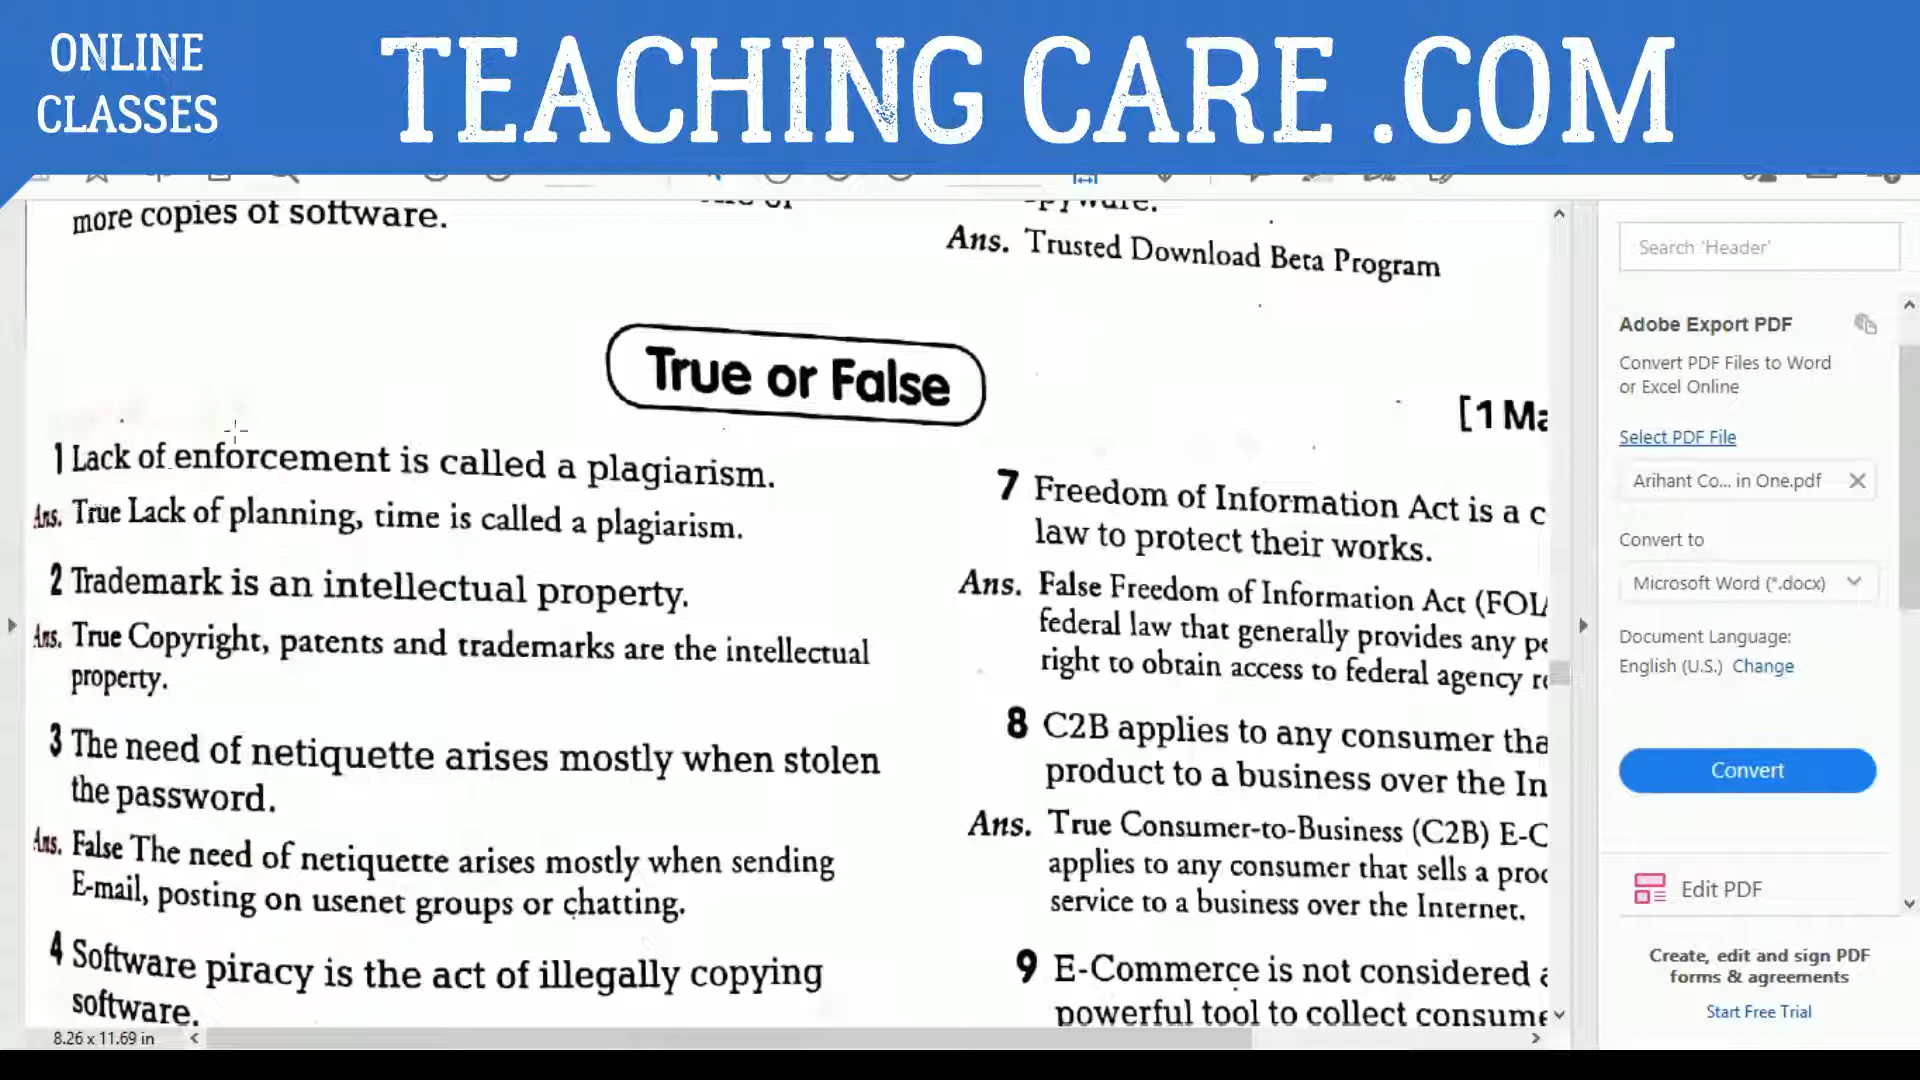 ONLINE
CLASSES
TEACHING CARE .COM
more copies of software.
Ans. Trusted Download Beta Program
True or False
[1 Ma
1 Lack of enforcement is called a plagiarism.
Ans. True Lack of planning, time is called a plagiarism.
2 Trademark is an intellectual property.
Ans. True Copyright, patents and trademarks are the intellectual
property.
3 The need of netiquette arises mostly when stolen
the password.
Ans. False The need of netiquette arises mostly when sending
E-mail, posting on usenet groups or chatting.
4 Software piracy is the act of illegally copying
software.
7 Freedom of Information Act is a c
law to protect their works.
Ans. False Freedom of Information Act (FOIA
federal law that generally provides any pe
right to obtain access to federal agency re
8 C2B applies to any consumer tha
product to a business over the In
Ans. True Consumer-to-Business (C2B) E-C
applies to any consumer that sells a prod
service to a business over the Internet.
9 E-Commerce is not considered a
powerful tool to collect consume
8.26 x 11.69 in
Search 'Header'
Adobe Export PDF
Convert PDF Files to Word
or Excel Online
Select PDF File
Arihant Co... in One.pdf
Convert to
Microsoft Word (*.docx)
Document Language:
English (U.S.) Change
Convert
Edit PDF
Create, edit and sign PDF
forms & agreements
Start Free Trial